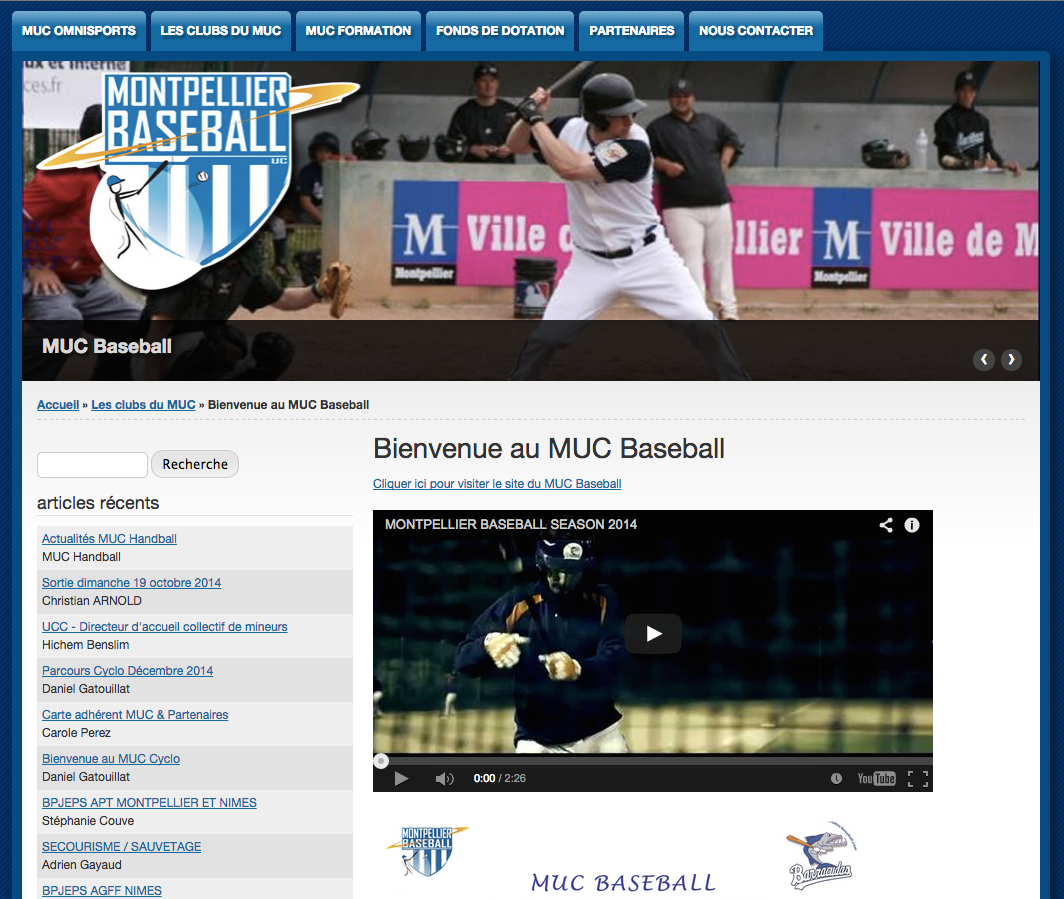 MUC OMNISPORTS
LES CLUBS DU MUC
MUC FORMATION
FONDS DE DOTATION
PARTENAIRES
NOUS CONTACTER
ux et Interne
ces.fr
MONTPELLIER
BASEBALL
UC
M
Montpellier
Ville d
llier
M
Montpellier
Ville de M
MUC Baseball
Accueil » Les clubs du MUC » Bienvenue au MUC Baseball
Recherche
articles récents
Actualités MUC Handball
MUC Handball
Sortie dimanche 19 octobre 2014
Christian ARNOLD
UCC - Directeur d'accueil collectif de mineurs
Hichem Benslim
Parcours Cyclo Décembre 2014
Daniel Gatouillat
Carte adhérent MUC & Partenaires
Carole Perez
Bienvenue au MUC Cyclo
Daniel Gatouillat
BPJEPS APT MONTPELLIER ET NIMES
Stéphanie Couve
SECOURISME / SAUVETAGE
Adrien Gayaud
BPJEPS AGFF NIMES
Bienvenue au MUC Baseball
Cliquer ici pour visiter le site du MUC Baseball
MONTPELLIER BASEBALL SEASON 2014
0:00 / 2:26
YouTube
MONTPELLIER
BASEBALL
MUC BASEBALL
Barracudas